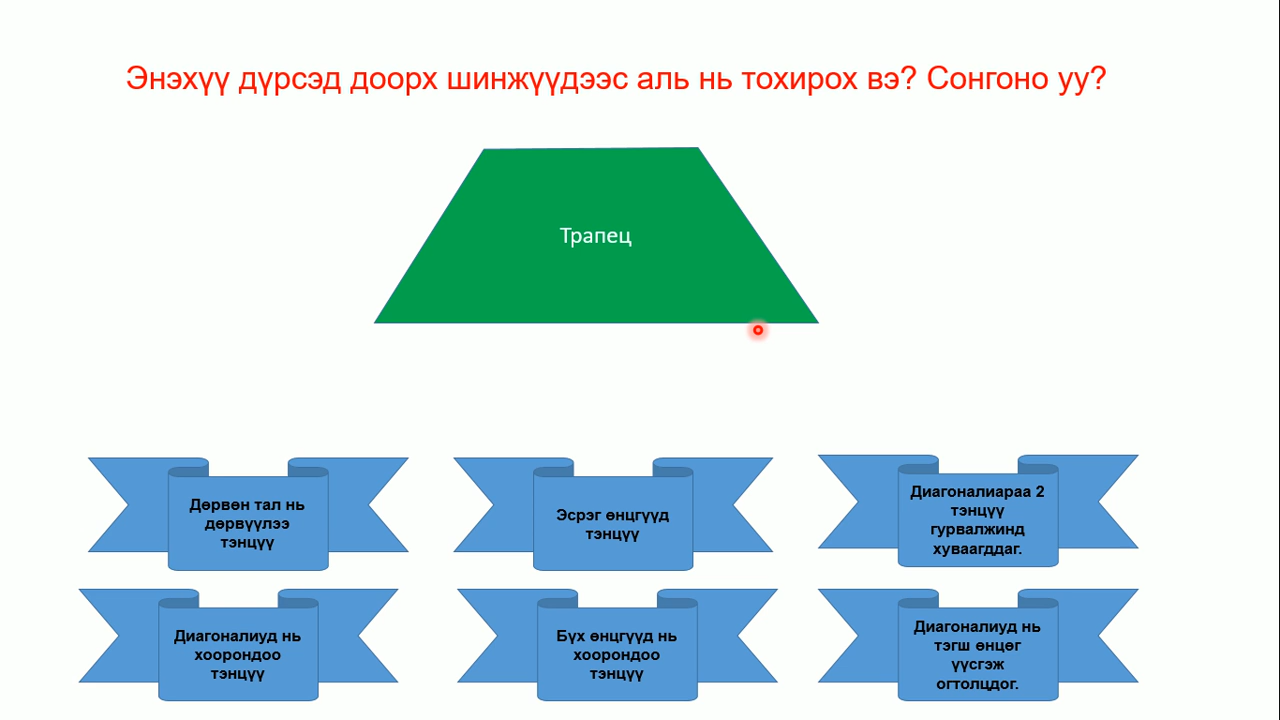 Энэхүү дүрсэд доорх шинжүүдээс аль нь тохирох вэ? Сонгоно уу?
Трапец
Дөрвөн тал нь
дөрвүүлээ
тэнцүү
Эсрэг өнцгүүд
тэнцүү
Диагоналиараа 2
тэнцүү
гурвалжинд
хуваагддаг.
Диагоналиуд нь
хоорондоо
тэнцүү
Бүх өнцгүүд нь
хоорондоо
тэнцүү
Диагоналиуд нь
тэгш өнцөг
үүсгэж
огтолцдог.